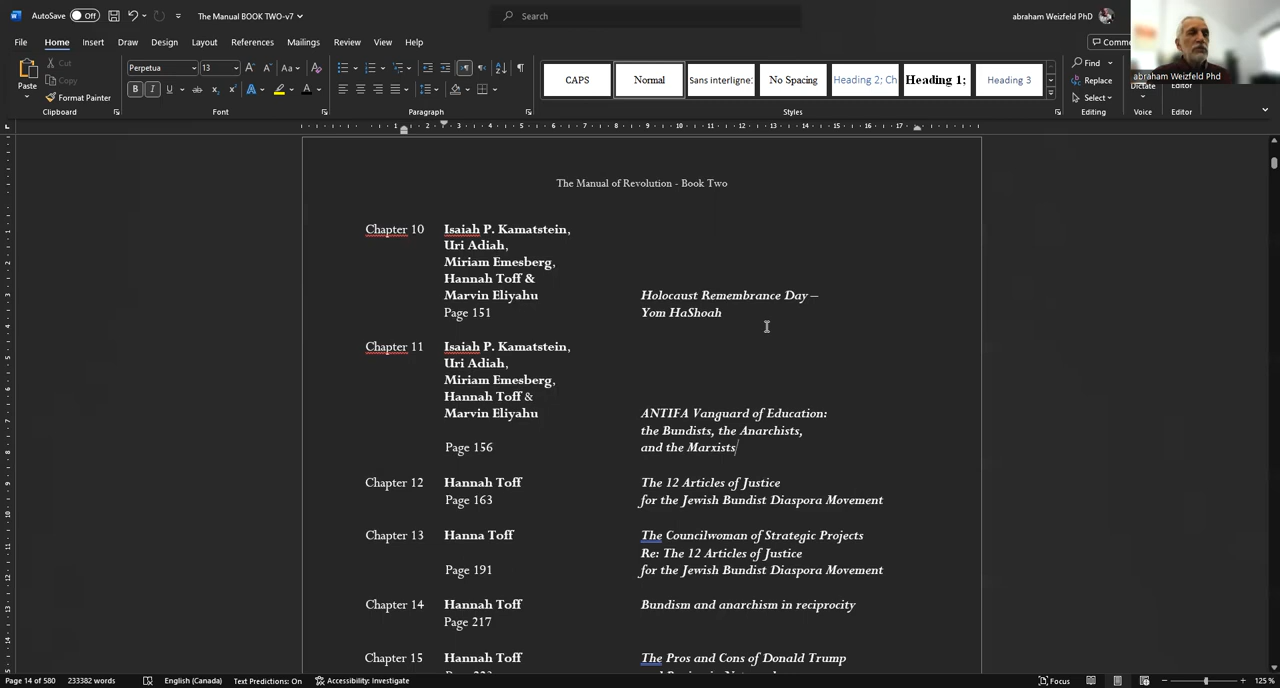 AutoSave Off The Manual BOOK TWO-v7 Search abraham Weizfeld PhD
File Home Insert Draw Design Layout References Mailings Review View Help Comme
abraham Weizfeld Phd
Paste Cut Copy Format Painter
Perpetua 13
CAPS Normal Sans interligne; No Spacing Heading 2; Ch Heading 1; Heading 3
Find Replace Select
Dictate Editor
Clipboard Font Paragraph Styles Editing Voice Editor
The Manual of Revolution - Book Two
Chapter 10 Isaiah P. Kamatstein,
Uri Adiah,
Miriam Emesberg,
Hannah Toff &
Marvin Eliyahu Holocaust Remembrance Day –
Page 151 Yom HaShoah
Chapter 11 Isaiah P. Kamatstein,
Uri Adiah,
Miriam Emesberg,
Hannah Toff &
Marvin Eliyahu ANTIFA Vanguard of Education:
the Bundists, the Anarchists,
Page 156 and the Marxists
Chapter 12 Hannah Toff The 12 Articles of Justice
Page 163 for the Jewish Bundist Diaspora Movement
Chapter 13 Hanna Toff The Councilwoman of Strategic Projects
Re: The 12 Articles of Justice
Page 191 for the Jewish Bundist Diaspora Movement
Chapter 14 Hannah Toff Bundism and anarchism in reciprocity
Page 217
Chapter 15 Hannah Toff The Pros and Cons of Donald Trump
Page 14 of 580 233382 words English (Canada) Text Predictions: On Accessibility: Investigate Focus 125 %